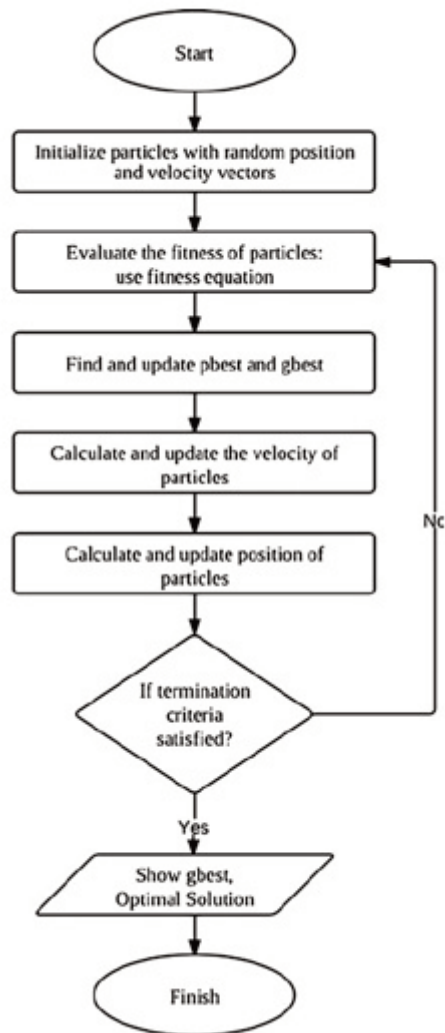 Start
Initialize particles with random position
and velocity vectors
Evaluate the fitness of particles:
use fitness equation
Find and update pbest and gbest
Calculate and update the velocity of
particles
Calculate and update position of
particles
No
If termination
criteria
satisfied?
Yes
Show gbest,
Optimal Solution
Finish